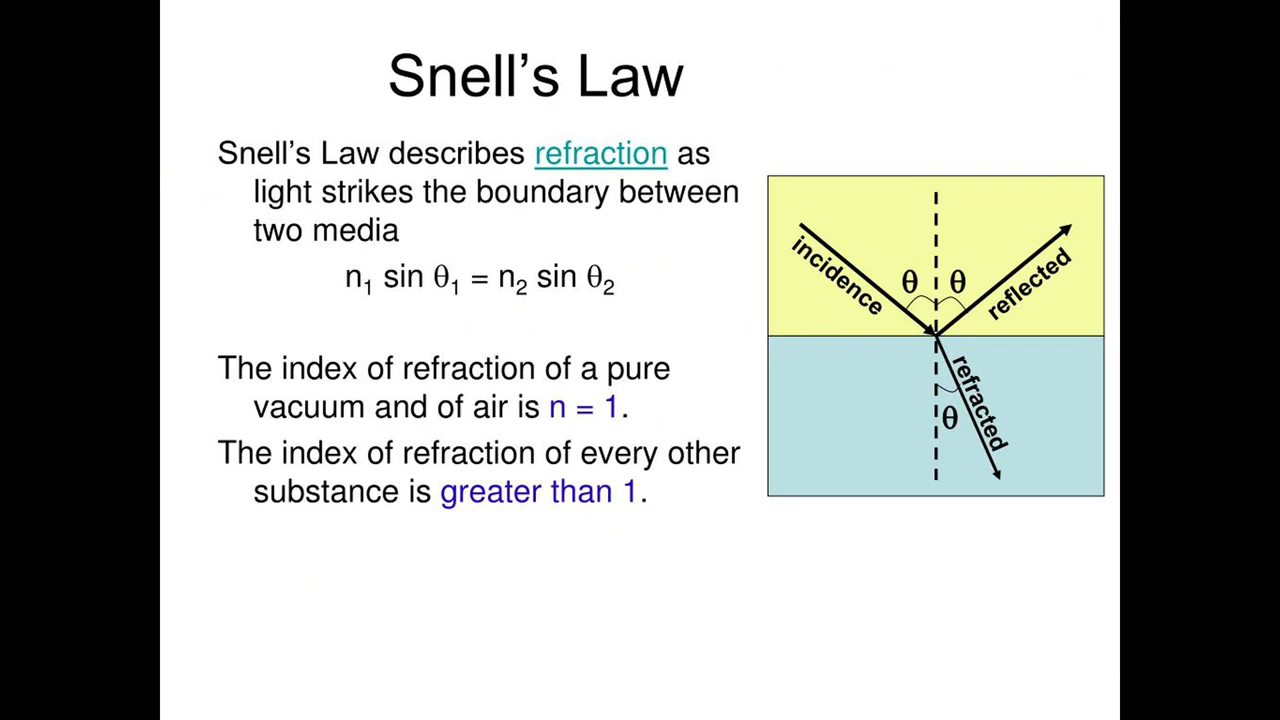 Snell’s Law
Snell’s Law describes refraction as
light strikes the boundary between
two media
n₁ sin θ₁ = n₂ sin θ₂
The index of refraction of a pure
vacuum and of air is n = 1.
The index of refraction of every other
substance is greater than 1.
incidence
θ
θ
reflected
refracted
θ